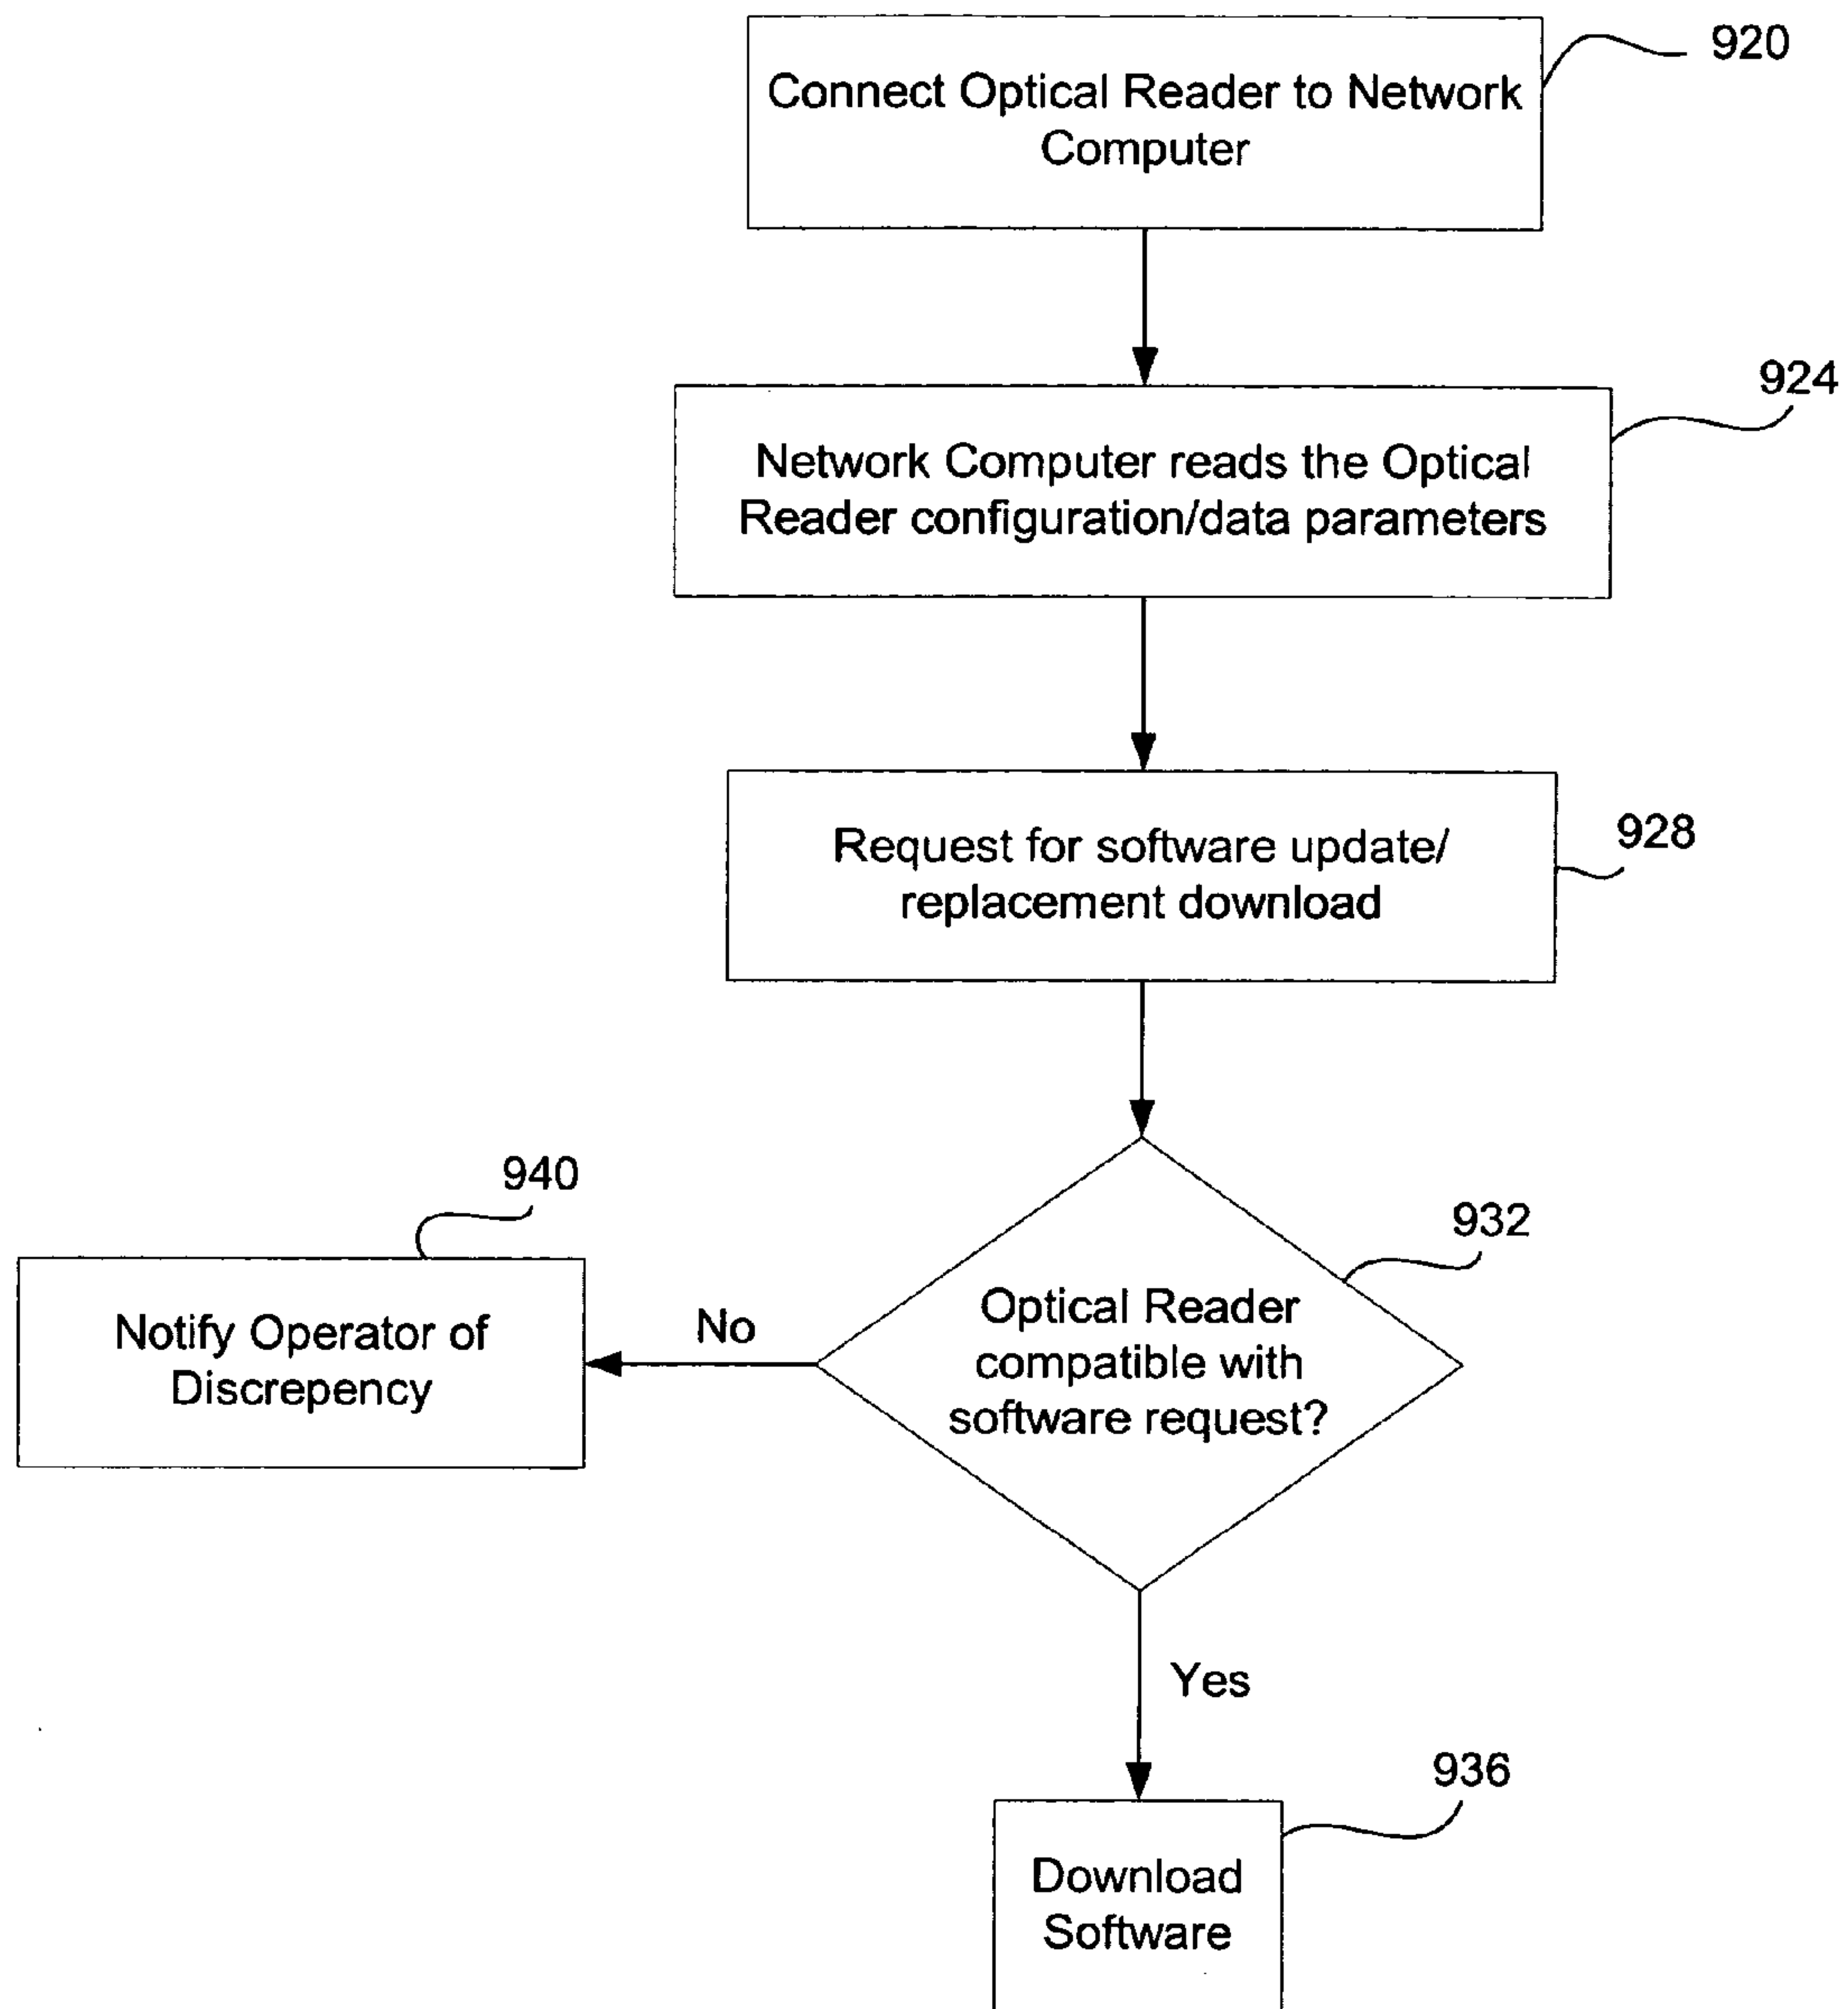 920
Connect Optical Reader to Network
Computer
924
Network Computer reads the Optical
Reader configuration/data parameters
928
Request for software update/
replacement download
940
932
Notify Operator of
Discrepency
No
Optical Reader
compatible with
software request?
Yes
936
Download
Software